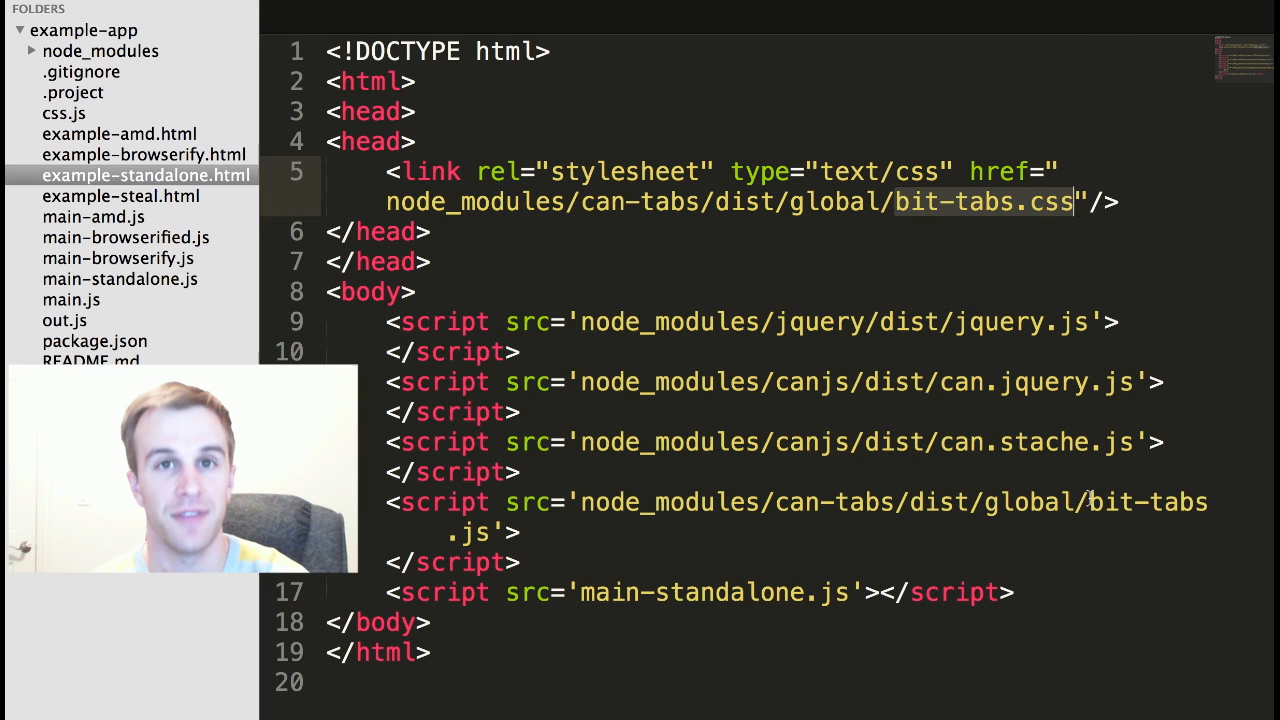 FOLDERS
example-app
node_modules
.gitignore
.project
css.js
example-amd.html
example-browserify.html
example-standalone.html
example-steal.html
main-amd.js
main-browserified.js
main-browserify.js
main-standalone.js
main.js
out.js
package.json
README.md
1 <!DOCTYPE html>
2 <html>
3 <head>
4 <head>
5 <link rel="stylesheet" type="text/css" href="
node_modules/can-tabs/dist/global/bit-tabs.css"/>
6 </head>
7 </head>
8 <body>
9 <script src='node_modules/jquery/dist/jquery.js'>
10 </script>
<script src='node_modules/canjs/dist/can.jquery.js'>
</script>
<script src='node_modules/canjs/dist/can.stache.js'>
</script>
<script src='node_modules/can-tabs/dist/global/bit-tabs
.js'>
</script>
17 <script src='main-standalone.js'></script>
18 </body>
19 </html>
20